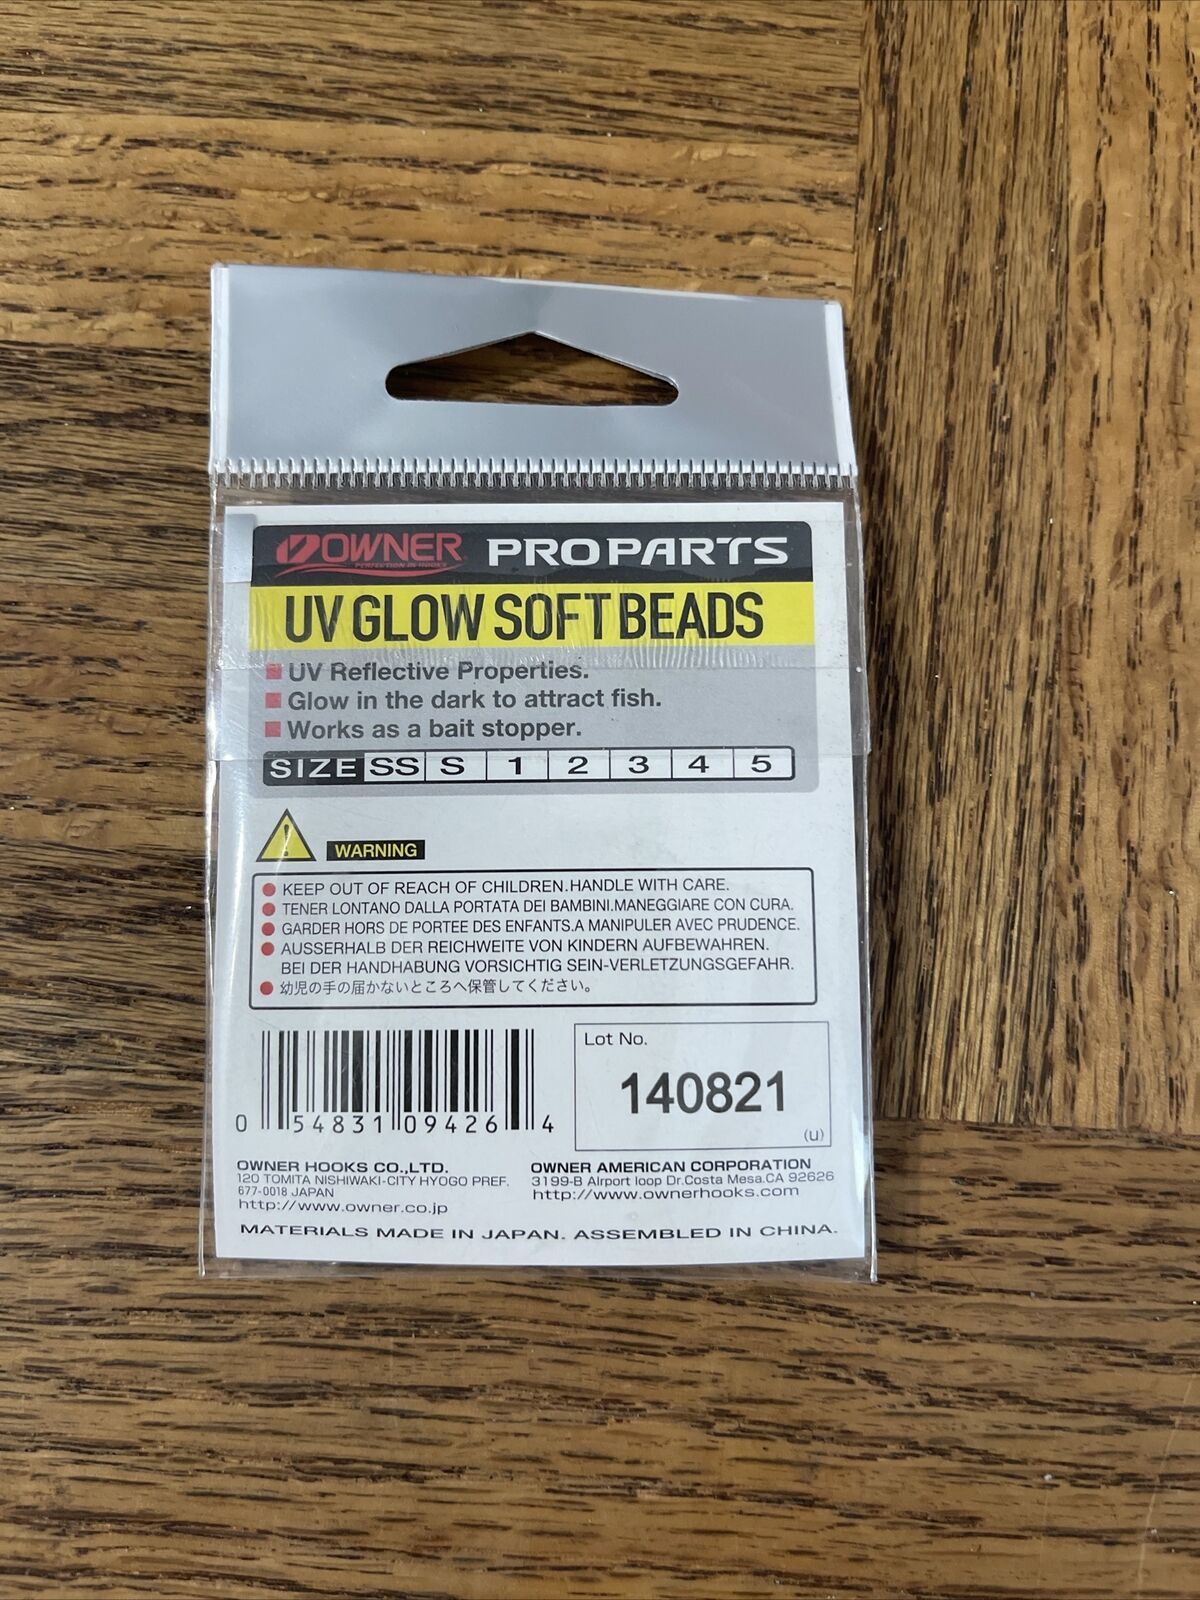 OWNER PRO PARTS
PERFECTION IN HOOKS
UV GLOW SOFT BEADS
UV Reflective Properties.
Glow in the dark to attract fish.
Works as a bait stopper.
SIZE SS S 1 2 3 4 5
WARNING
KEEP OUT OF REACH OF CHILDREN.HANDLE WITH CARE.
TENER LONTANO DALLA PORTATA DEI BAMBINI.MANEGGIARE CON CURA.
GARDER HORS DE PORTEE DES ENFANTS.A MANIPULER AVEC PRUDENCE.
AUSSERHALB DER REICHWEITE VON KINDERN AUFBEWAHREN.
BEI DER HANDHABUNG VORSICHTIG SEIN-VERLETZUNGSGEFAHR.
幼児の手の届かないところへ保管してください。
0 54831 09426 4
Lot No.
140821
(u)
OWNER HOOKS CO.,LTD.
120 TOMITA NISHIWAKI-CITY HYOGO PREF.
677-0018 JAPAN
http://www.owner.co.jp
OWNER AMERICAN CORPORATION
3199-B Airport loop Dr.Costa Mesa.CA 92626
http://www.ownerhooks.com
MATERIALS MADE IN JAPAN. ASSEMBLED IN CHINA.